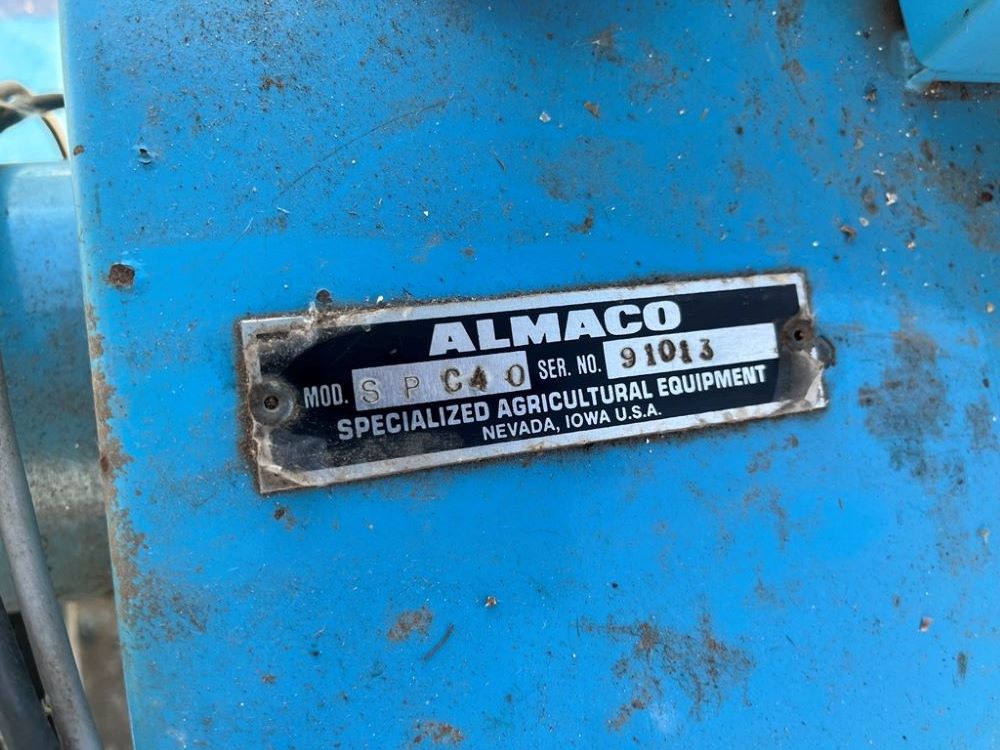 ALMACO
MOD. SPC40 SER. NO. 91013
SPECIALIZED AGRICULTURAL EQUIPMENT
NEVADA, IOWA U.S.A.